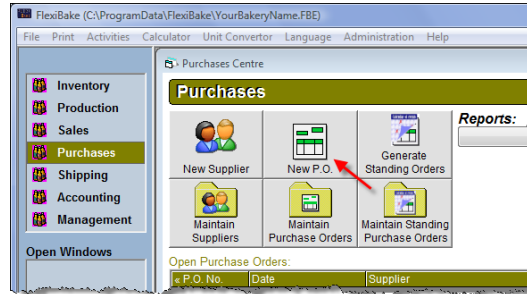 FlexiBake (C:\ProgramData\FlexiBake\YourBakeryName.FBE)
File Print Activities Calculator Unit Convertor Language Administration Help
Purchases Centre
Inventory
Production
Sales
Purchases
Shipping
Accounting
Management
Open Windows
Purchases
Reports:
New Supplier
New P.O.
Generate
Standing Orders
Maintain
Suppliers
Maintain
Purchase Orders
Maintain Standing
Purchase Orders
Open Purchase Orders:
« P.O. No. Date Supplier